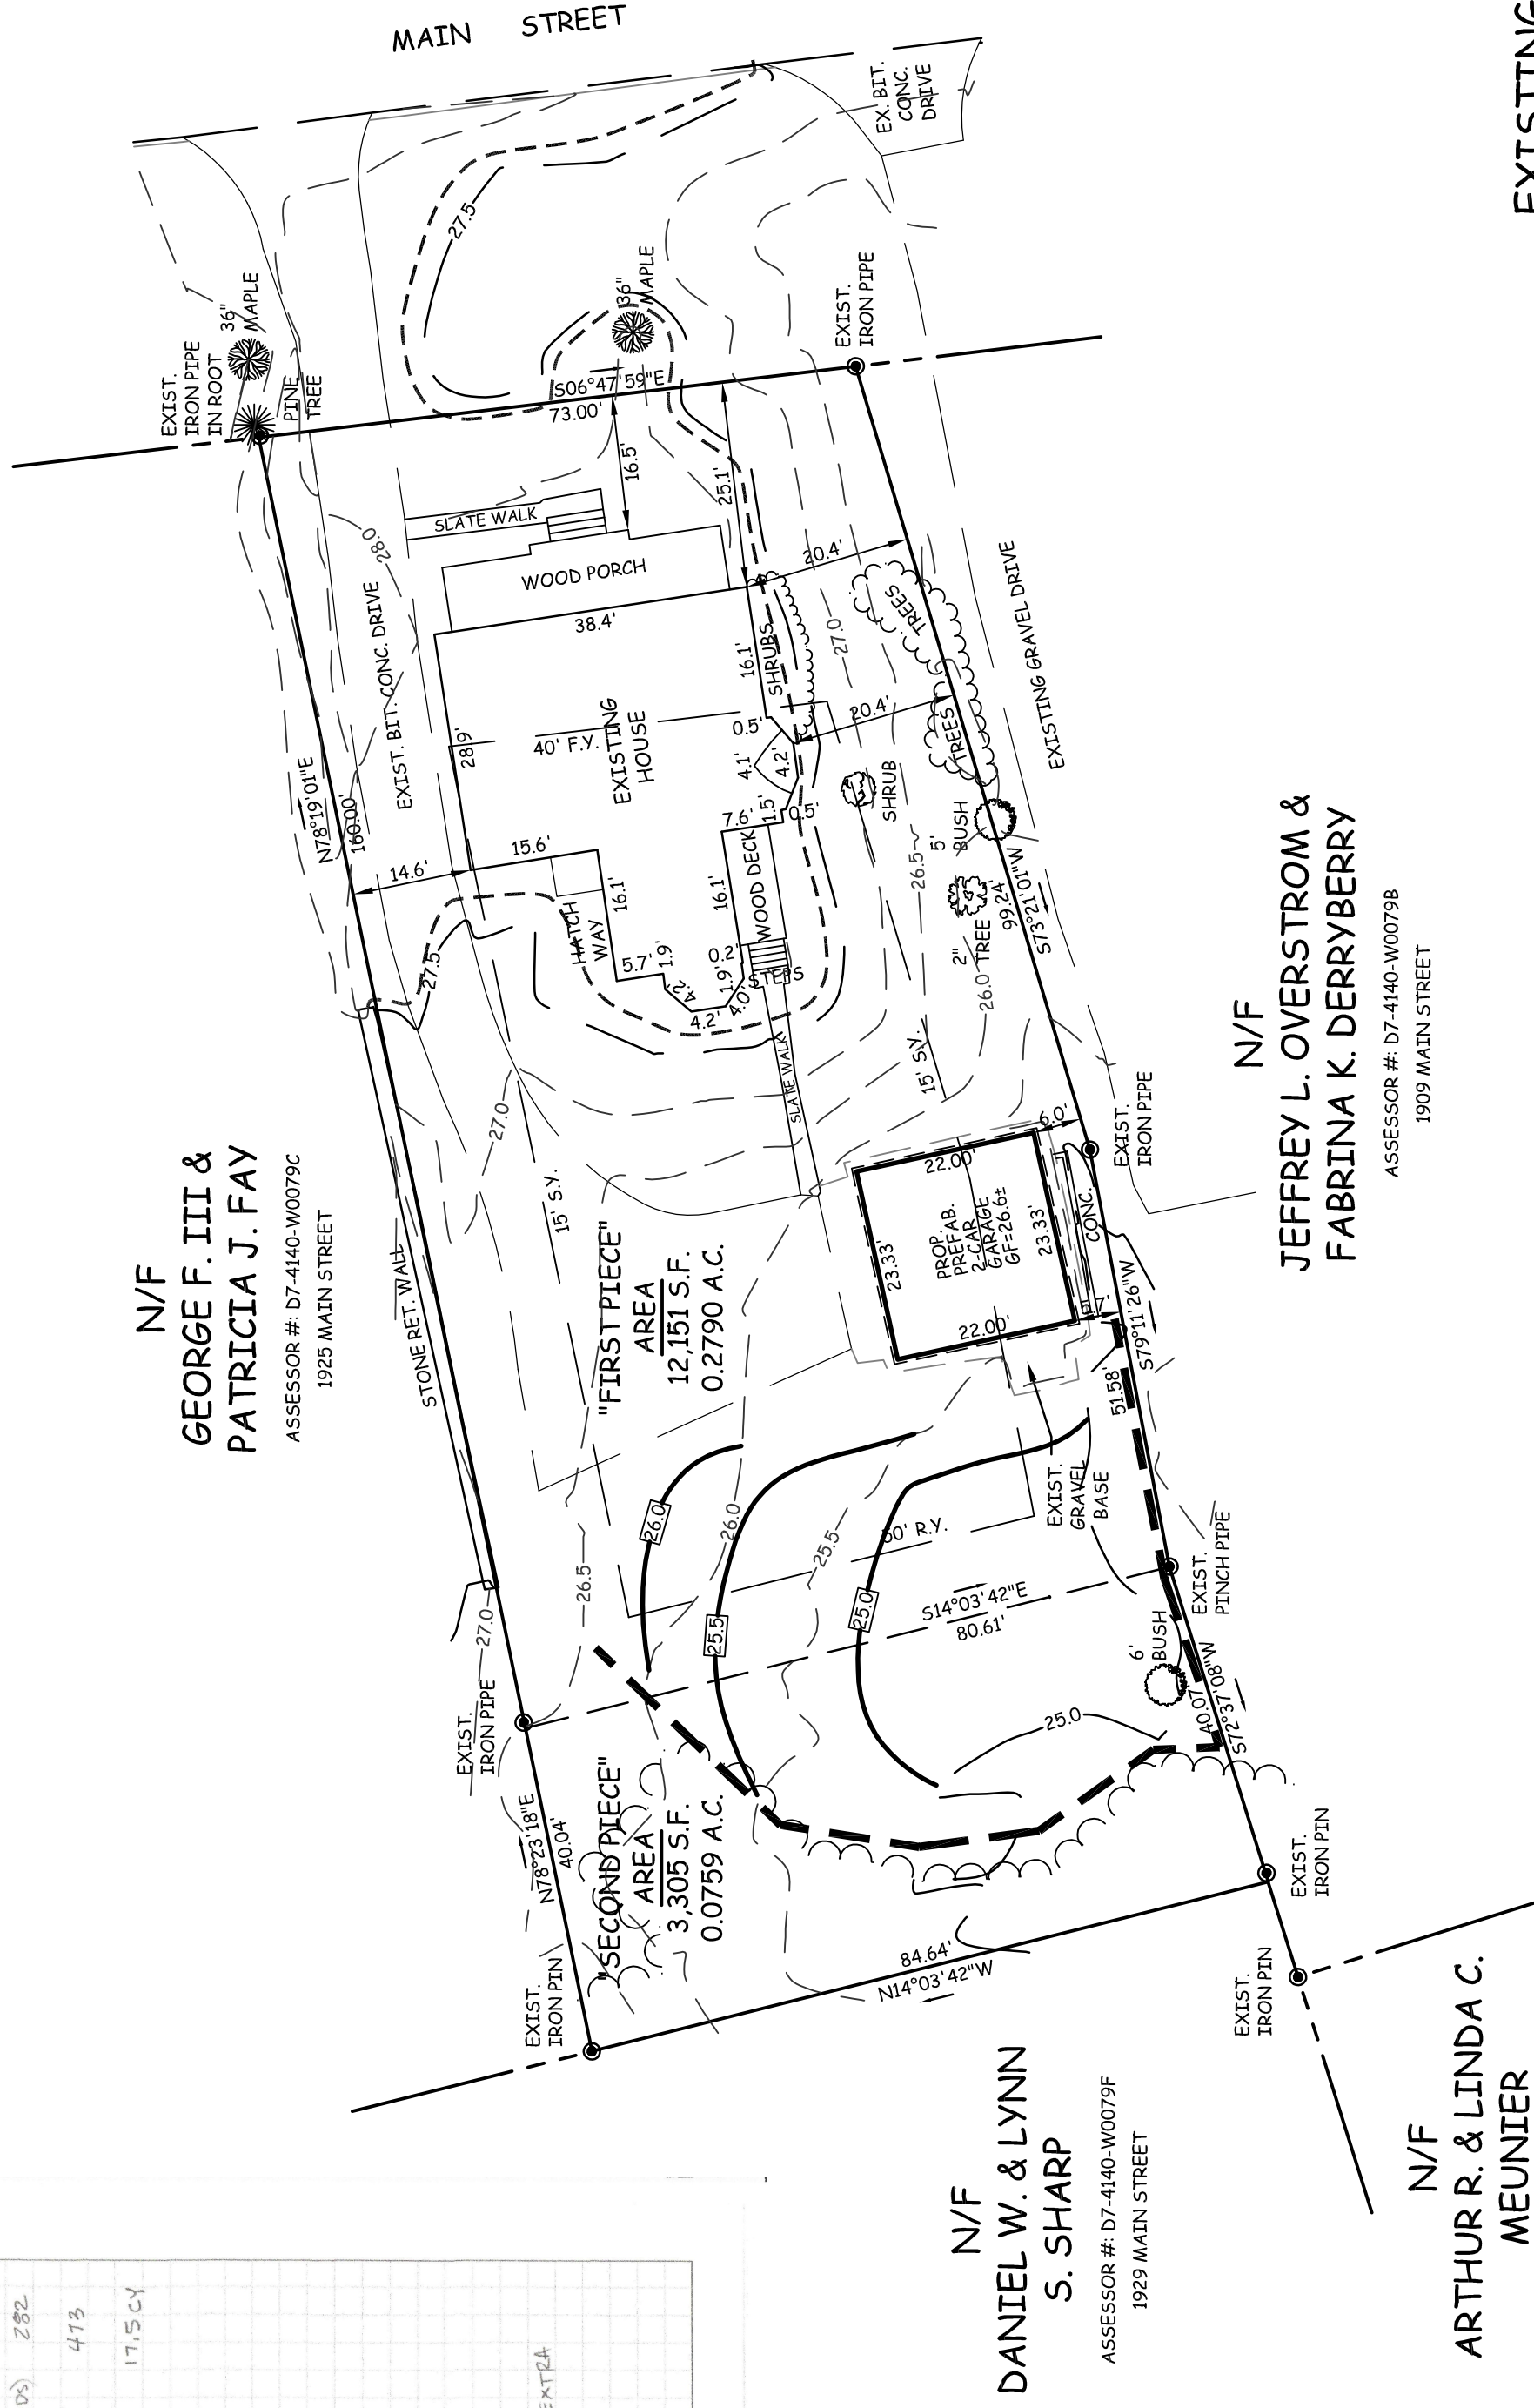 MAIN STREET
EX. BIT.
CONC.
DRIVE
EXISTING
27.5
36"
MAPLE
36"
MAPLE
EXIST.
IRON PIPE
IN ROOT
PINE
TREE
EXIST.
IRON PIPE
S06°47'59"E
73.00'
16.5'
25.1'
SLATE WALK
WOOD PORCH
28.0
20.4'
38.4'
TREES
EXISTING GRAVEL DRIVE
EXIST. BIT. CONC. DRIVE
N78°19'01"E
160.00'
28.9'
40' F.Y.
EXISTING
HOUSE
16.1'
SHRUBS
27.0
0.5'
20.4'
TREES
4.1'
4.2'
1.5'
0.5'
7.6'
SHRUB
5'
BUSH
14.6'
15.6'
HATCH
WAY
16.1'
16.1'
WOOD DECK
26.5
2"
TREE
99.24'
S73°21'01"W
27.5
5.7'
1.9'
4.2'
4.2'
4.0'
1.9'
0.2'
STEPS
26.0
SLATE WALK
15' S.Y.
27.0
15' S.Y.
6.0'
EXIST.
IRON PIPE
22.00'
23.33'
PROP.
PREFAB.
2-CAR
GARAGE
GF=26.6±
23.33'
22.00'
CONC.
5.7'
S79°11'26"W
51.58'
STONE RET. WALL
"FIRST PIECE"
AREA
12,151 S.F.
0.2790 A.C.
N/F
GEORGE F. III &
PATRICIA J. FAY
ASSESSOR #: D7-4140-W0079C
1925 MAIN STREET
N/F
JEFFREY L. OVERSTROM &
FABRINA K. DERRYBERRY
ASSESSOR #: D7-4140-W0079B
1909 MAIN STREET
EXIST.
GRAVEL
BASE
26.0
26.0
25.5
50' R.Y.
26.5
25.5
25.0
S14°03'42"E
80.61'
EXIST.
PINCH PIPE
27.0
EXIST.
IRON PIPE
6'
BUSH
40.07'
S72°37'08"W
25.0
N78°23'18"E
40.04'
"SECOND PIECE"
AREA
3,305 S.F.
0.0759 A.C.
EXIST.
IRON PIN
84.64'
N14°03'42"W
EXIST.
IRON PIN
EXIST.
IRON PIN
N/F
DANIEL W. & LYNN
S. SHARP
ASSESSOR #: D7-4140-W0079F
1929 MAIN STREET
N/F
ARTHUR R. & LINDA C.
MEUNIER
DS) 282
473
17.5 CY
EXTRA